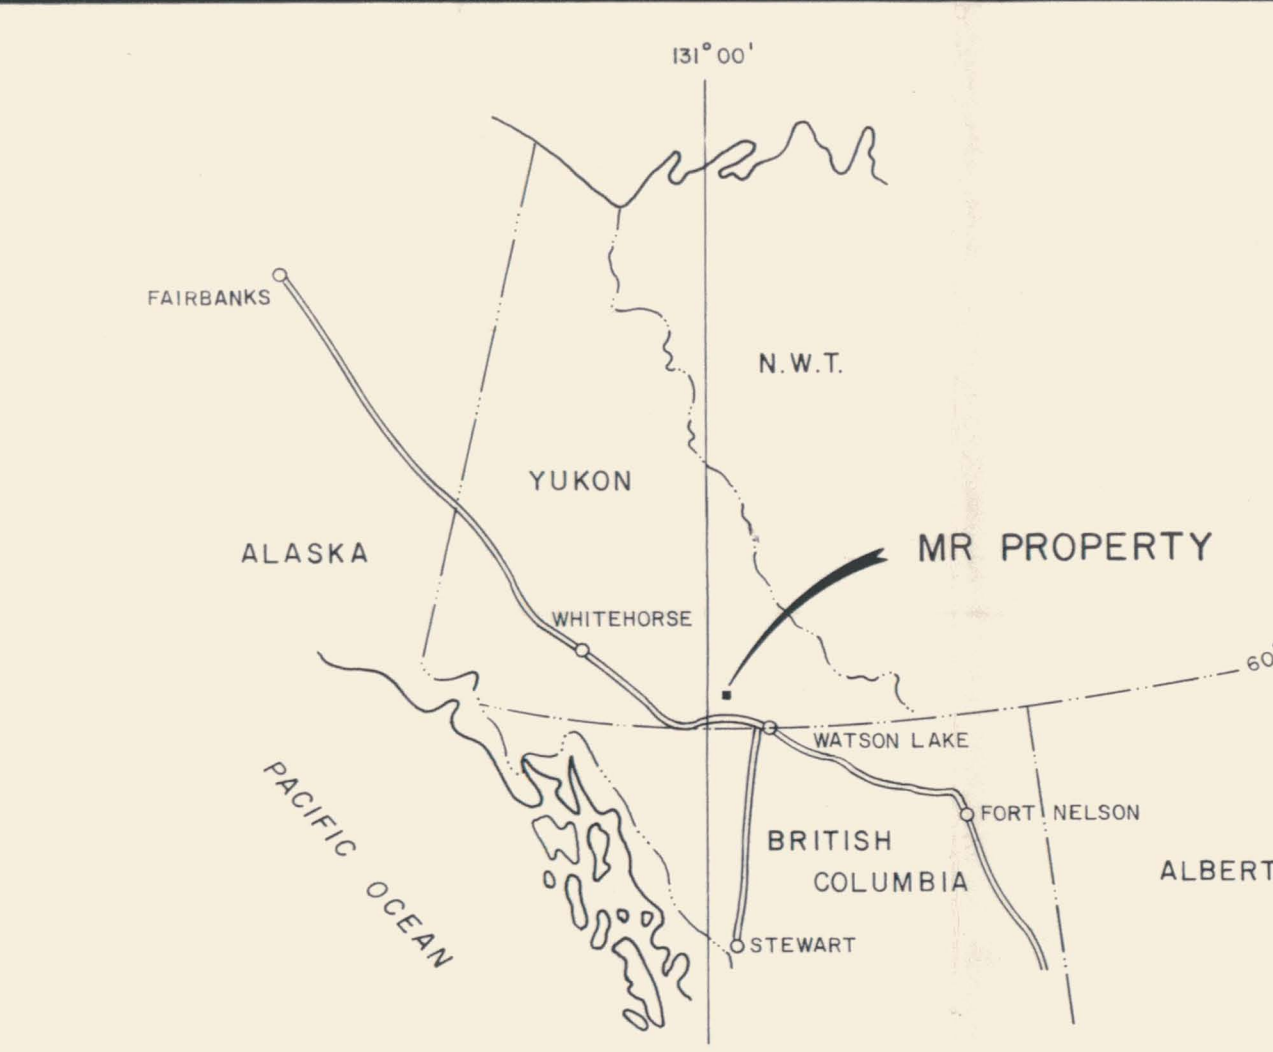 131°00'
FAIRBANKS
N.W.T.
YUKON
ALASKA
MR PROPERTY
WHITEHORSE
60
WATSON LAKE
PACIFIC OCEAN
FORT NELSON
BRITISH
COLUMBIA
ALBERT
STEWART